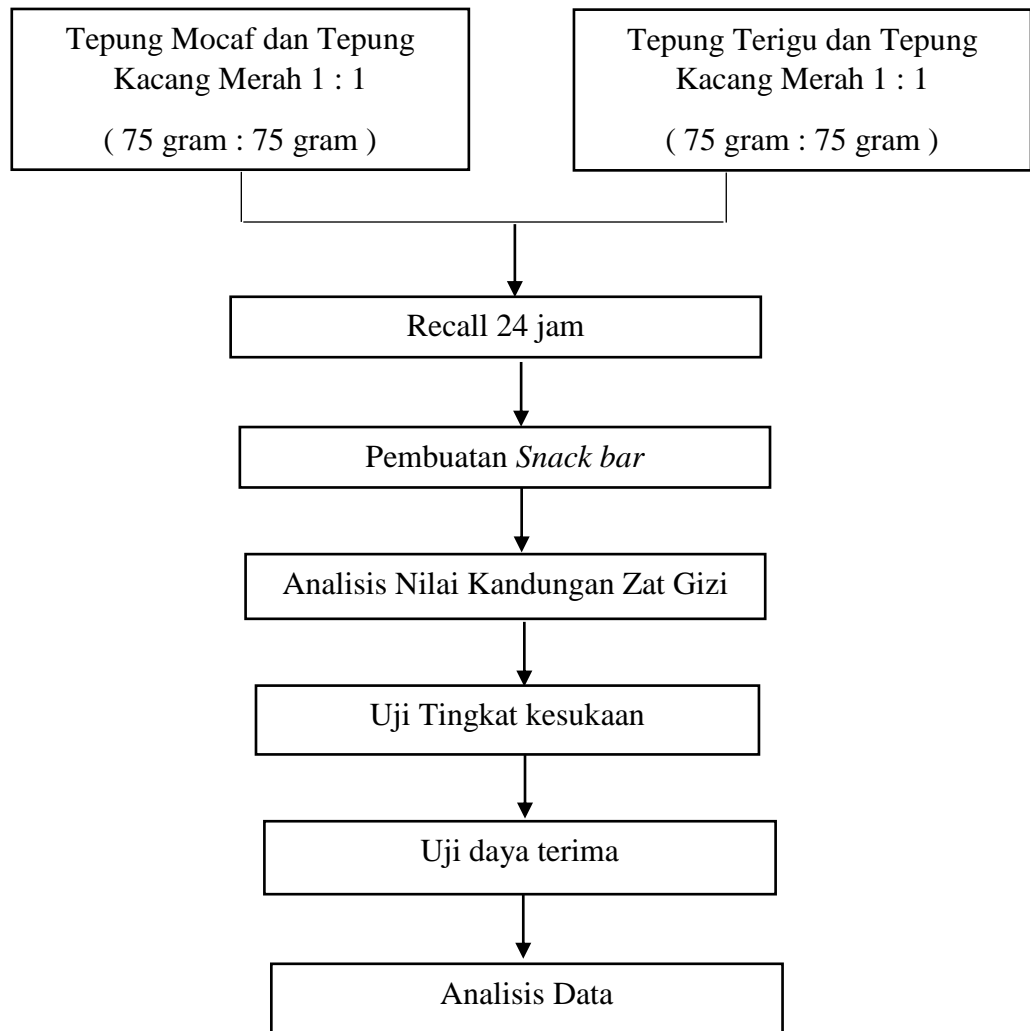 Tepung Mocaf dan Tepung
Kacang Merah 1 : 1
( 75 gram : 75 gram )
Tepung Terigu dan Tepung
Kacang Merah 1 : 1
( 75 gram : 75 gram )
Recall 24 jam
Pembuatan Snack bar
Analisis Nilai Kandungan Zat Gizi
Uji Tingkat kesukaan
Uji daya terima
Analisis Data